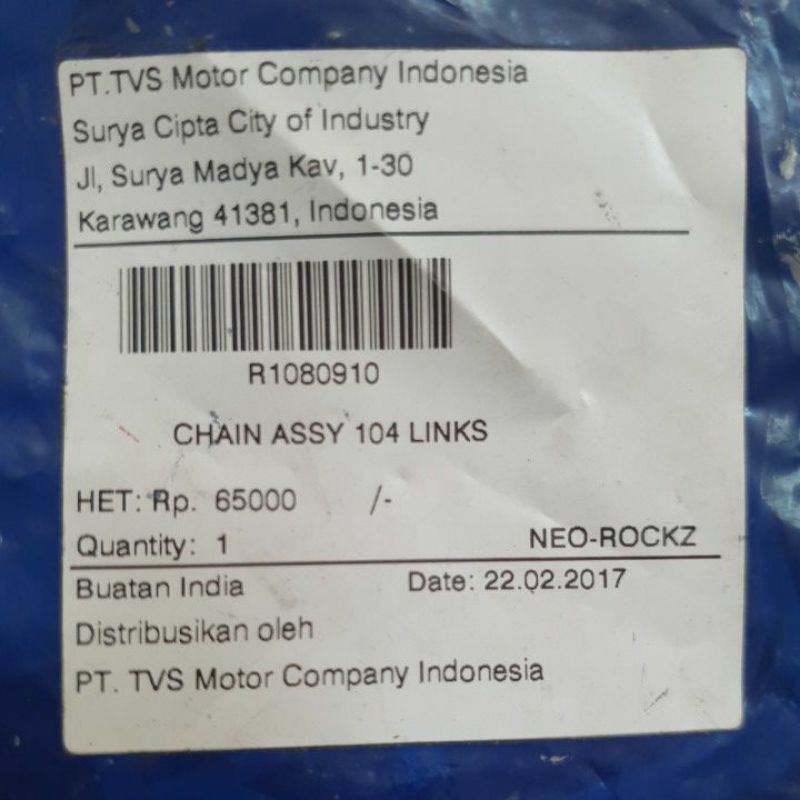 PT.TVS Motor Company Indonesia
Surya Cipta City of Industry
Jl, Surya Madya Kav, 1-30
Karawang 41381, Indonesia
R1080910
CHAIN ASSY 104 LINKS
HET: Rp. 65000 /-
Quantity: 1 NEO-ROCKZ
Buatan India Date: 22.02.2017
Distribusikan oleh
PT. TVS Motor Company Indonesia